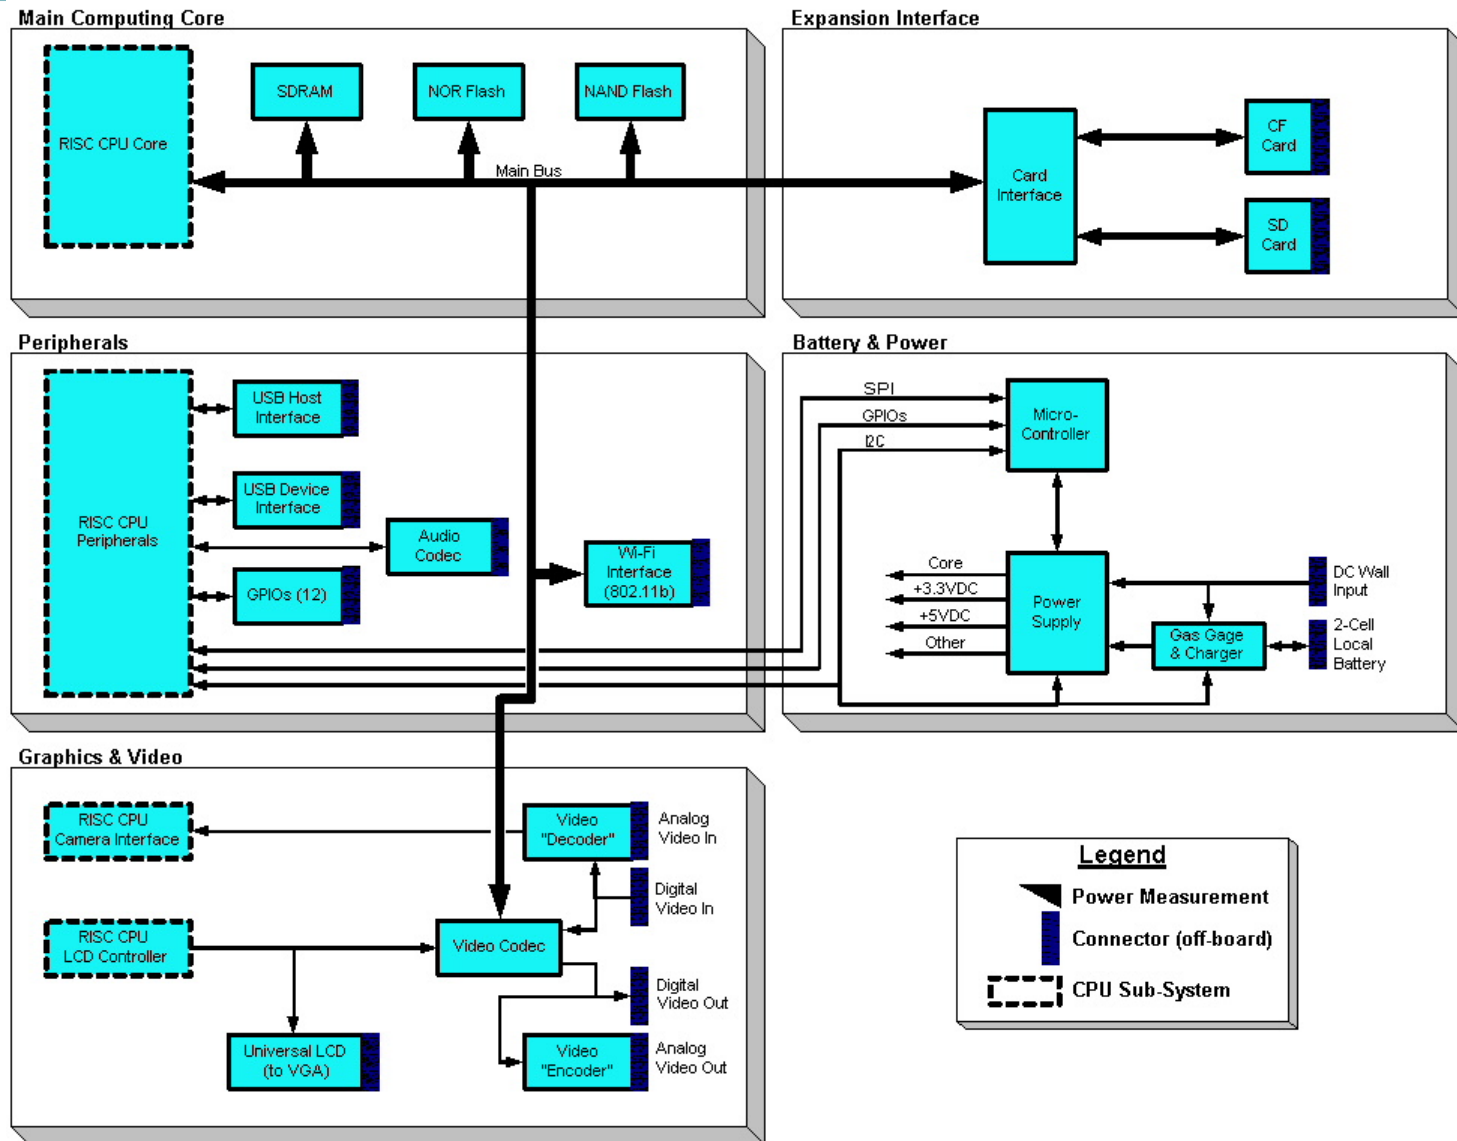 Main Computing Core
RISC CPU Core
SDRAM
NOR Flash
NAND Flash
Main Bus
Expansion Interface
Card
Interface
CF
Card
SD
Card
Peripherals
RISC CPU
Peripherals
USB Host
Interface
USB Device
Interface
Audio
Codec
GPIOs (12)
Wi-Fi
Interface
(802.11b)
Battery & Power
SPI
GPIOs
I2C
Micro-
Controller
Core
+3.3VDC
+5VDC
Other
Power
Supply
Gas Gage
& Charger
DC Wall
Input
2-Cell
Local
Battery
Graphics & Video
RISC CPU
Camera Interface
RISC CPU
LCD Controller
Universal LCD
(to VGA)
Video Codec
Video
"Decoder"
Analog
Video In
Digital
Video In
Digital
Video Out
Video
"Encoder"
Analog
Video Out
Legend
Power Measurement
Connector (off-board)
CPU Sub-System